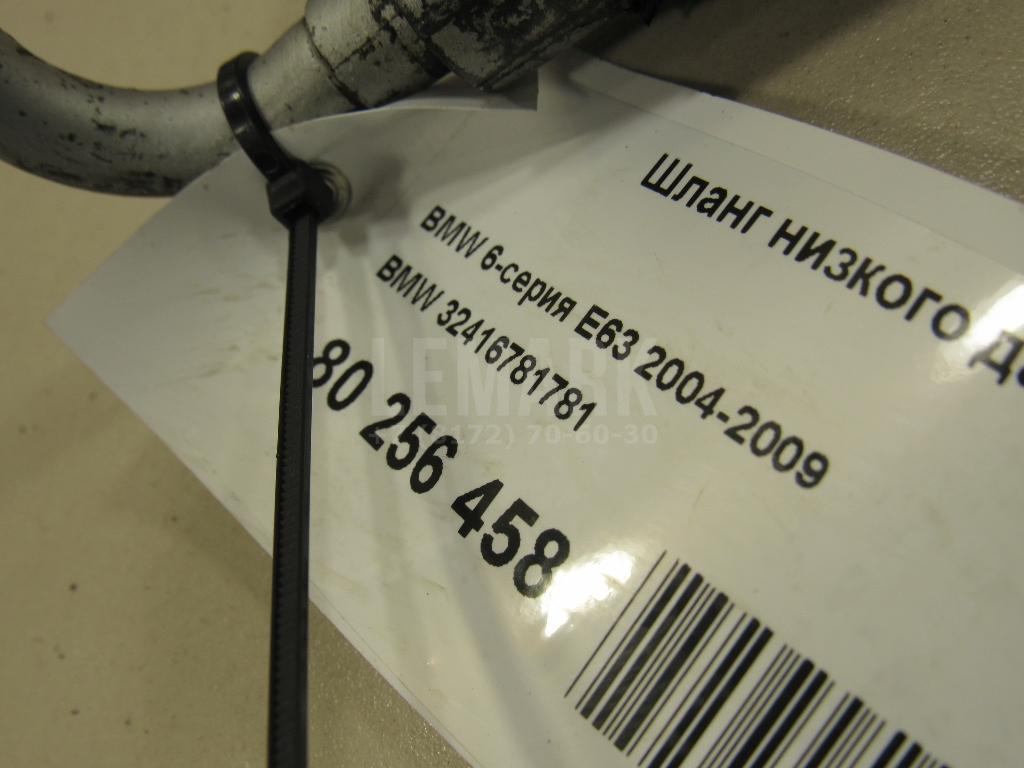 Шланг низкого
BMW 6-серия E63 2004-2009
BMW 32416781781
80 256 458
LEMARK
172) 70-60-30